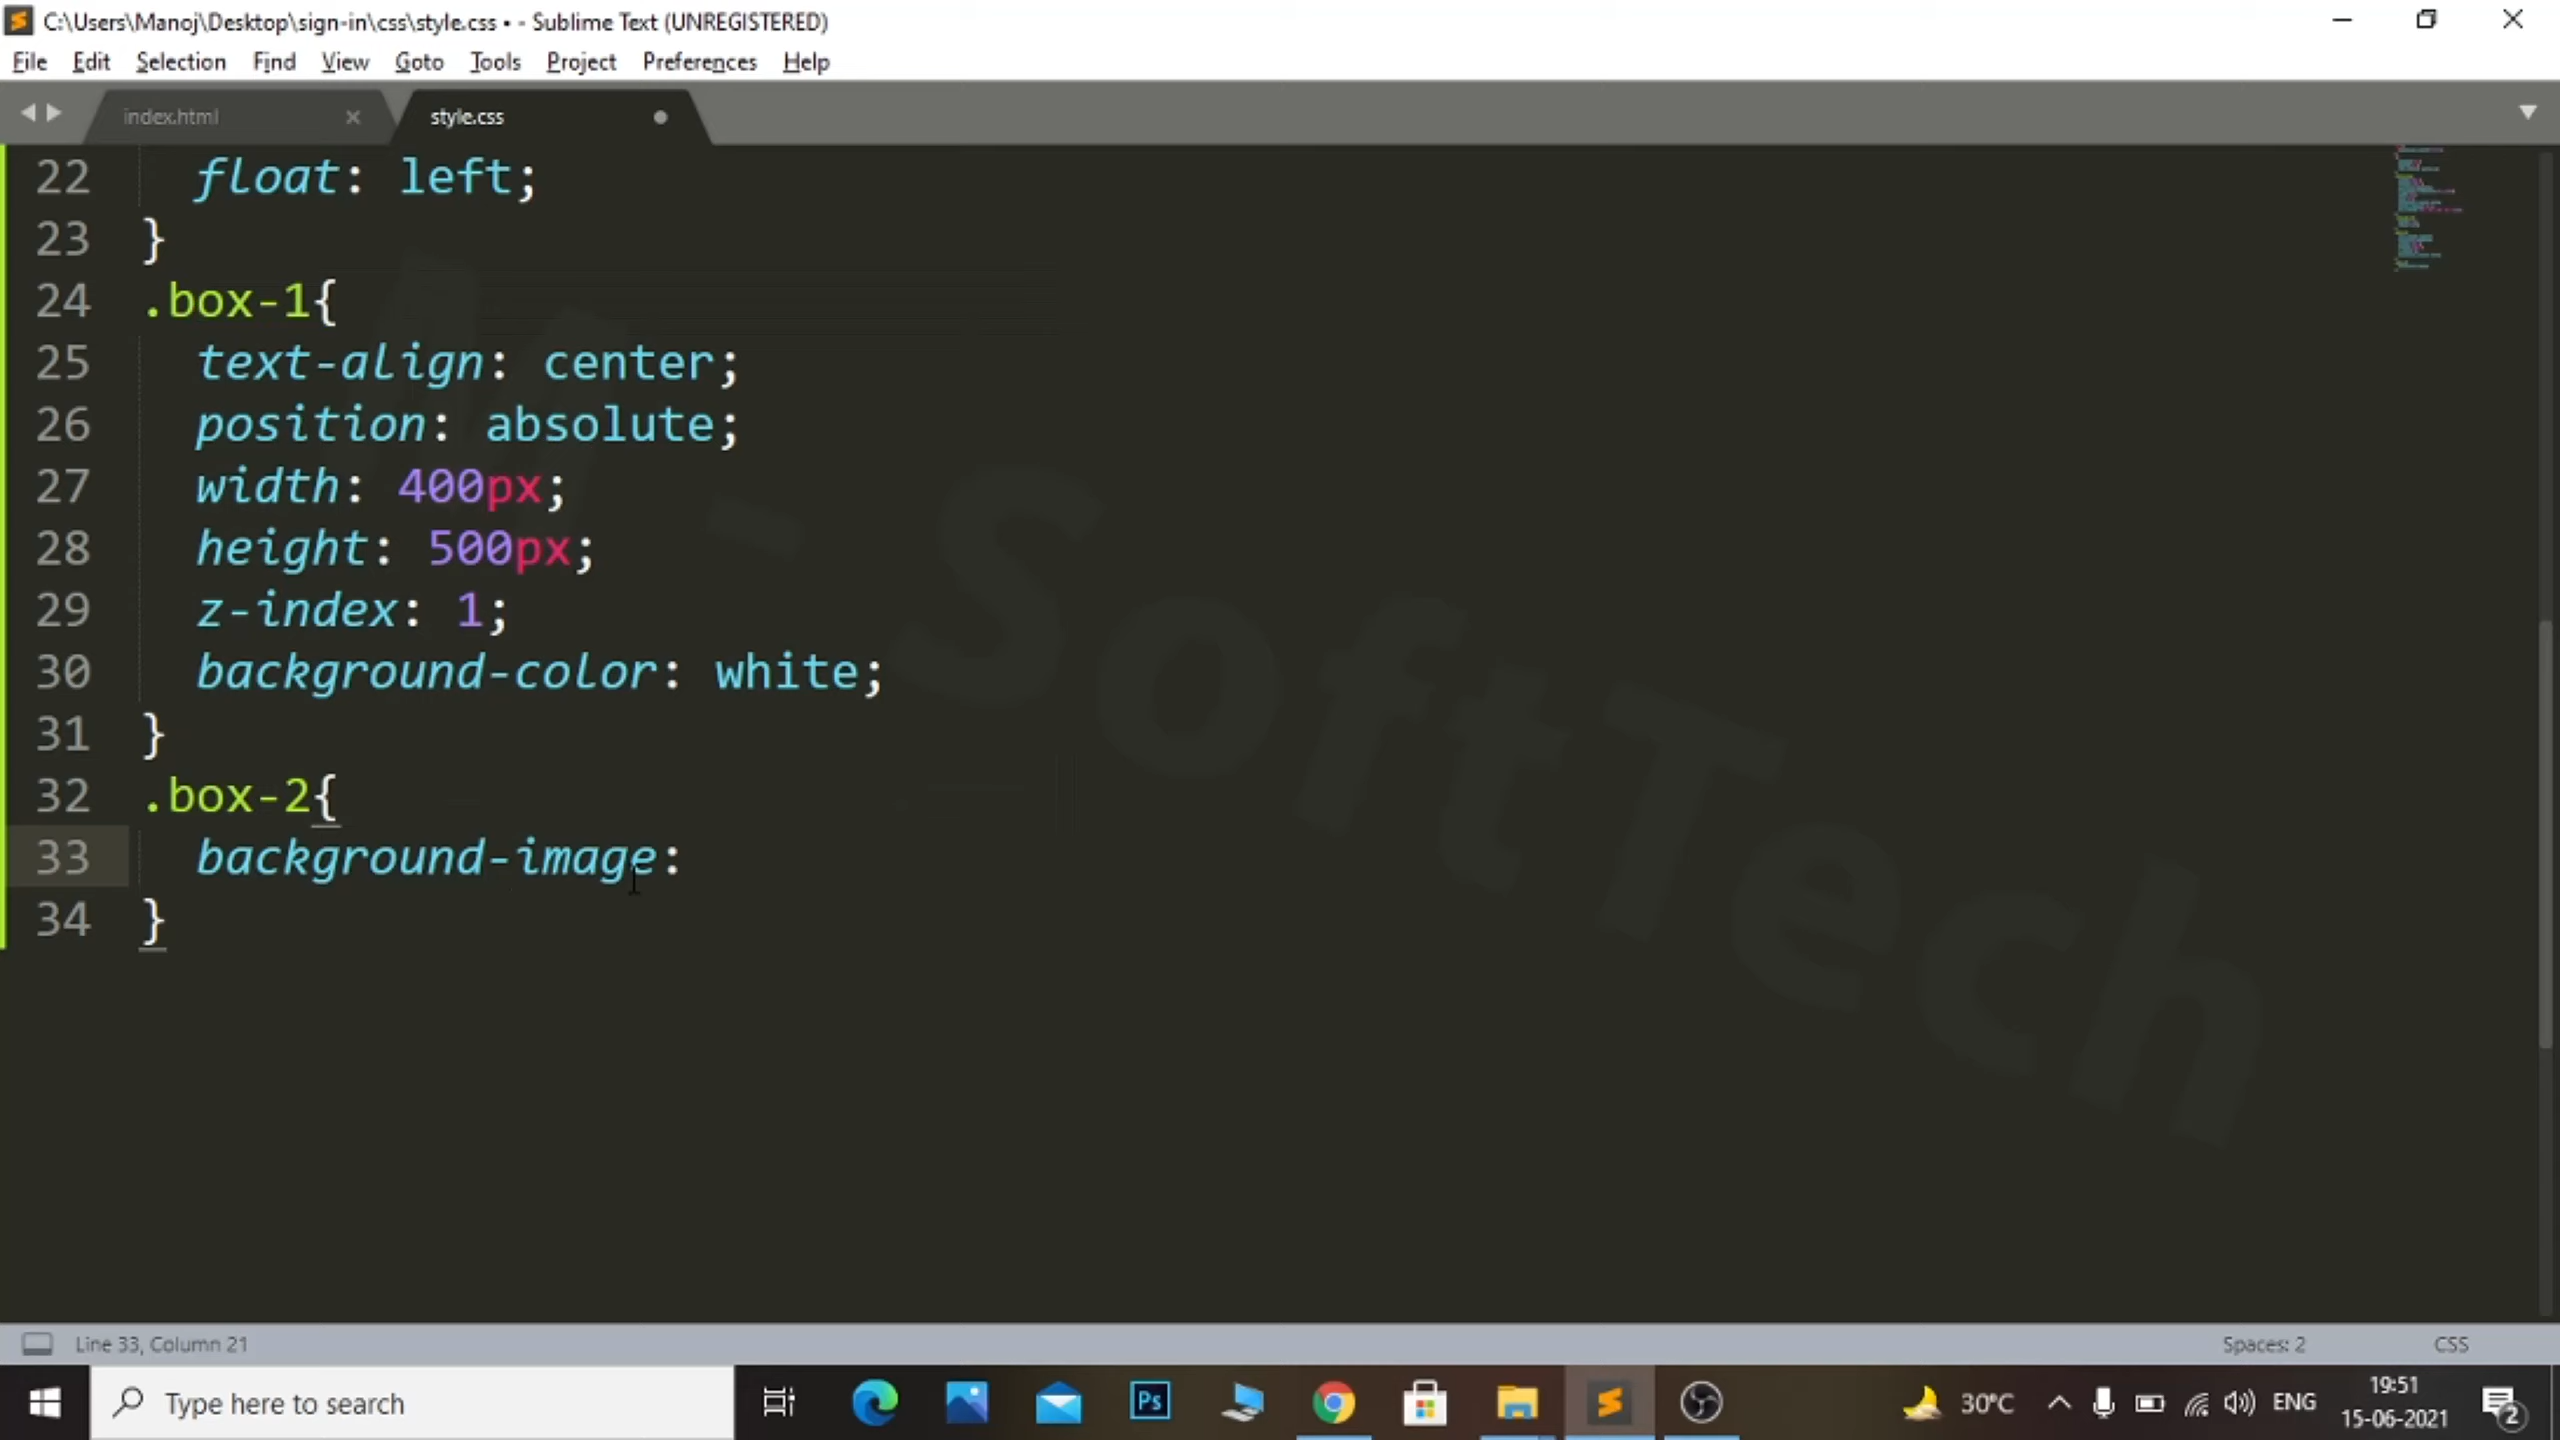 C:\Users\Manoj\Desktop\sign-in\css\style.css • - Sublime Text (UNREGISTERED)
File Edit Selection Find View Goto Tools Project Preferences Help
index.html style.css
22 float: left;
23 }
24 .box-1{
25 text-align: center;
26 position: absolute;
27 width: 400px;
28 height: 500px;
29 z-index: 1;
30 background-color: white;
31 }
32 .box-2{
33 background-image:
34 }
M - SoftTech
Line 33, Column 21 Spaces: 2 CSS
Type here to search Ps 30°C ENG 19:51
15-06-2021 2